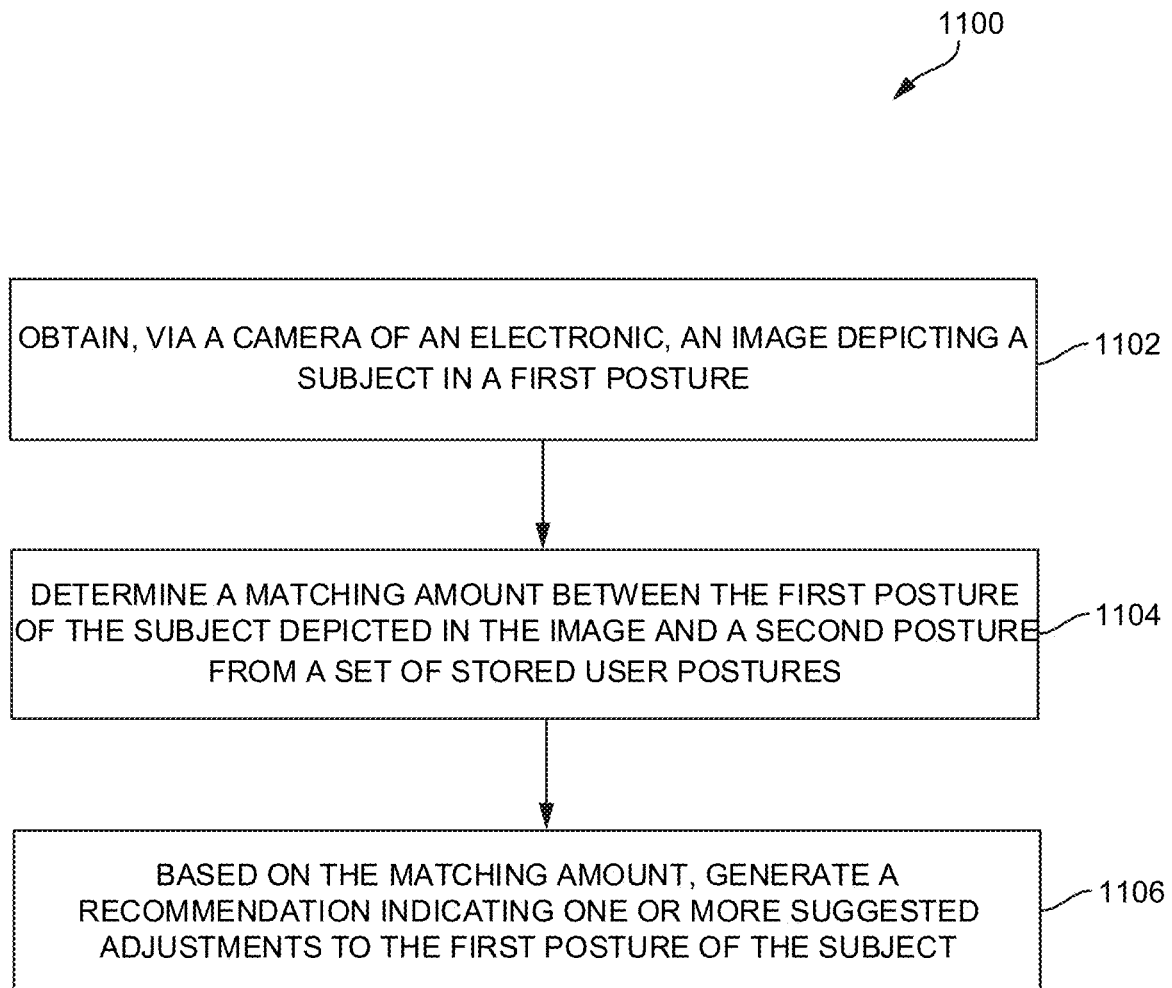 1100
OBTAIN, VIA A CAMERA OF AN ELECTRONIC, AN IMAGE DEPICTING A
SUBJECT IN A FIRST POSTURE
1102
DETERMINE A MATCHING AMOUNT BETWEEN THE FIRST POSTURE
OF THE SUBJECT DEPICTED IN THE IMAGE AND A SECOND POSTURE
FROM A SET OF STORED USER POSTURES
1104
BASED ON THE MATCHING AMOUNT, GENERATE A
RECOMMENDATION INDICATING ONE OR MORE SUGGESTED
ADJUSTMENTS TO THE FIRST POSTURE OF THE SUBJECT
1106